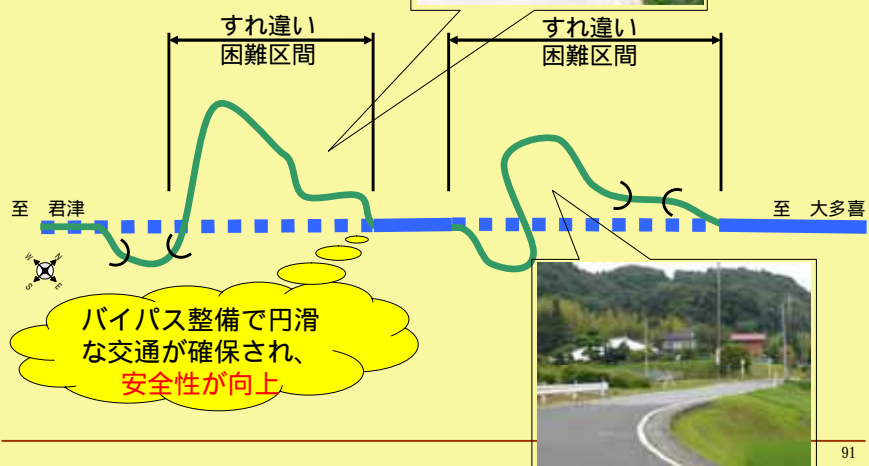 すれ違い
困難区間
すれ違い
困難区間
至 君津
至 大多喜
W
N
S
E
バイパス整備で円滑
な交通が確保され、
安全性が向上
91